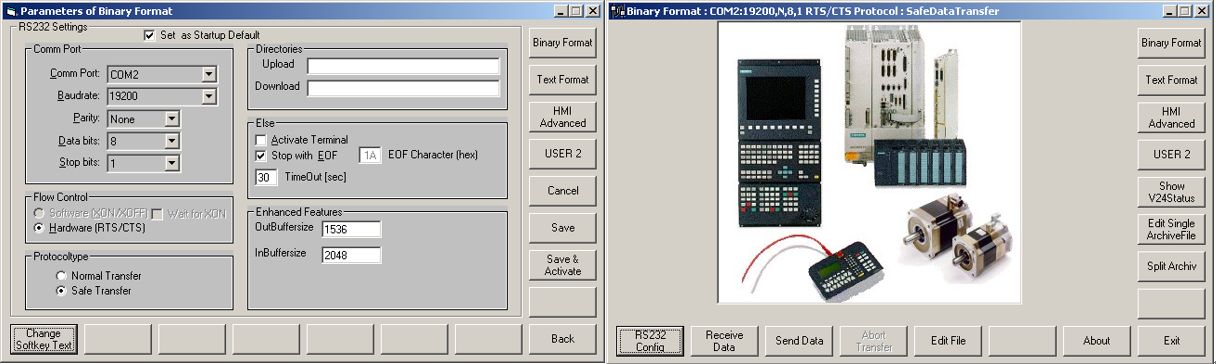 Parameters of Binary Format
RS232 Settings
Set as Startup Default
Comm Port
Comm Port: COM2
Baudrate: 19200
Parity: None
Data bits: 8
Stop bits: 1
Flow Control
Software (XON/XOFF) Wait for XON
Hardware (RTS/CTS)
Protocoltype
Normal Transfer
Safe Transfer
Directories
Upload
Download
Else
Activate Terminal
Stop with EOF 1A EOF Character (hex)
30 TimeOut [sec]
Enhanced Features
OutBuffersize 1536
InBuffersize 2048
Binary Format
Text Format
HMI
Advanced
USER 2
Cancel
Save
Save &
Activate
Change
Softkey Text
Back
Binary Format : COM2:19200,N,8,1 RTS/CTS Protocol : SafeDataTransfer
Binary Format
Text Format
HMI
Advanced
USER 2
Show
V24Status
Edit Single
ArchiveFile
Split Archiv
RS232
Config
Receive
Data
Send Data
Abort
Transfer
Edit File
About
Exit